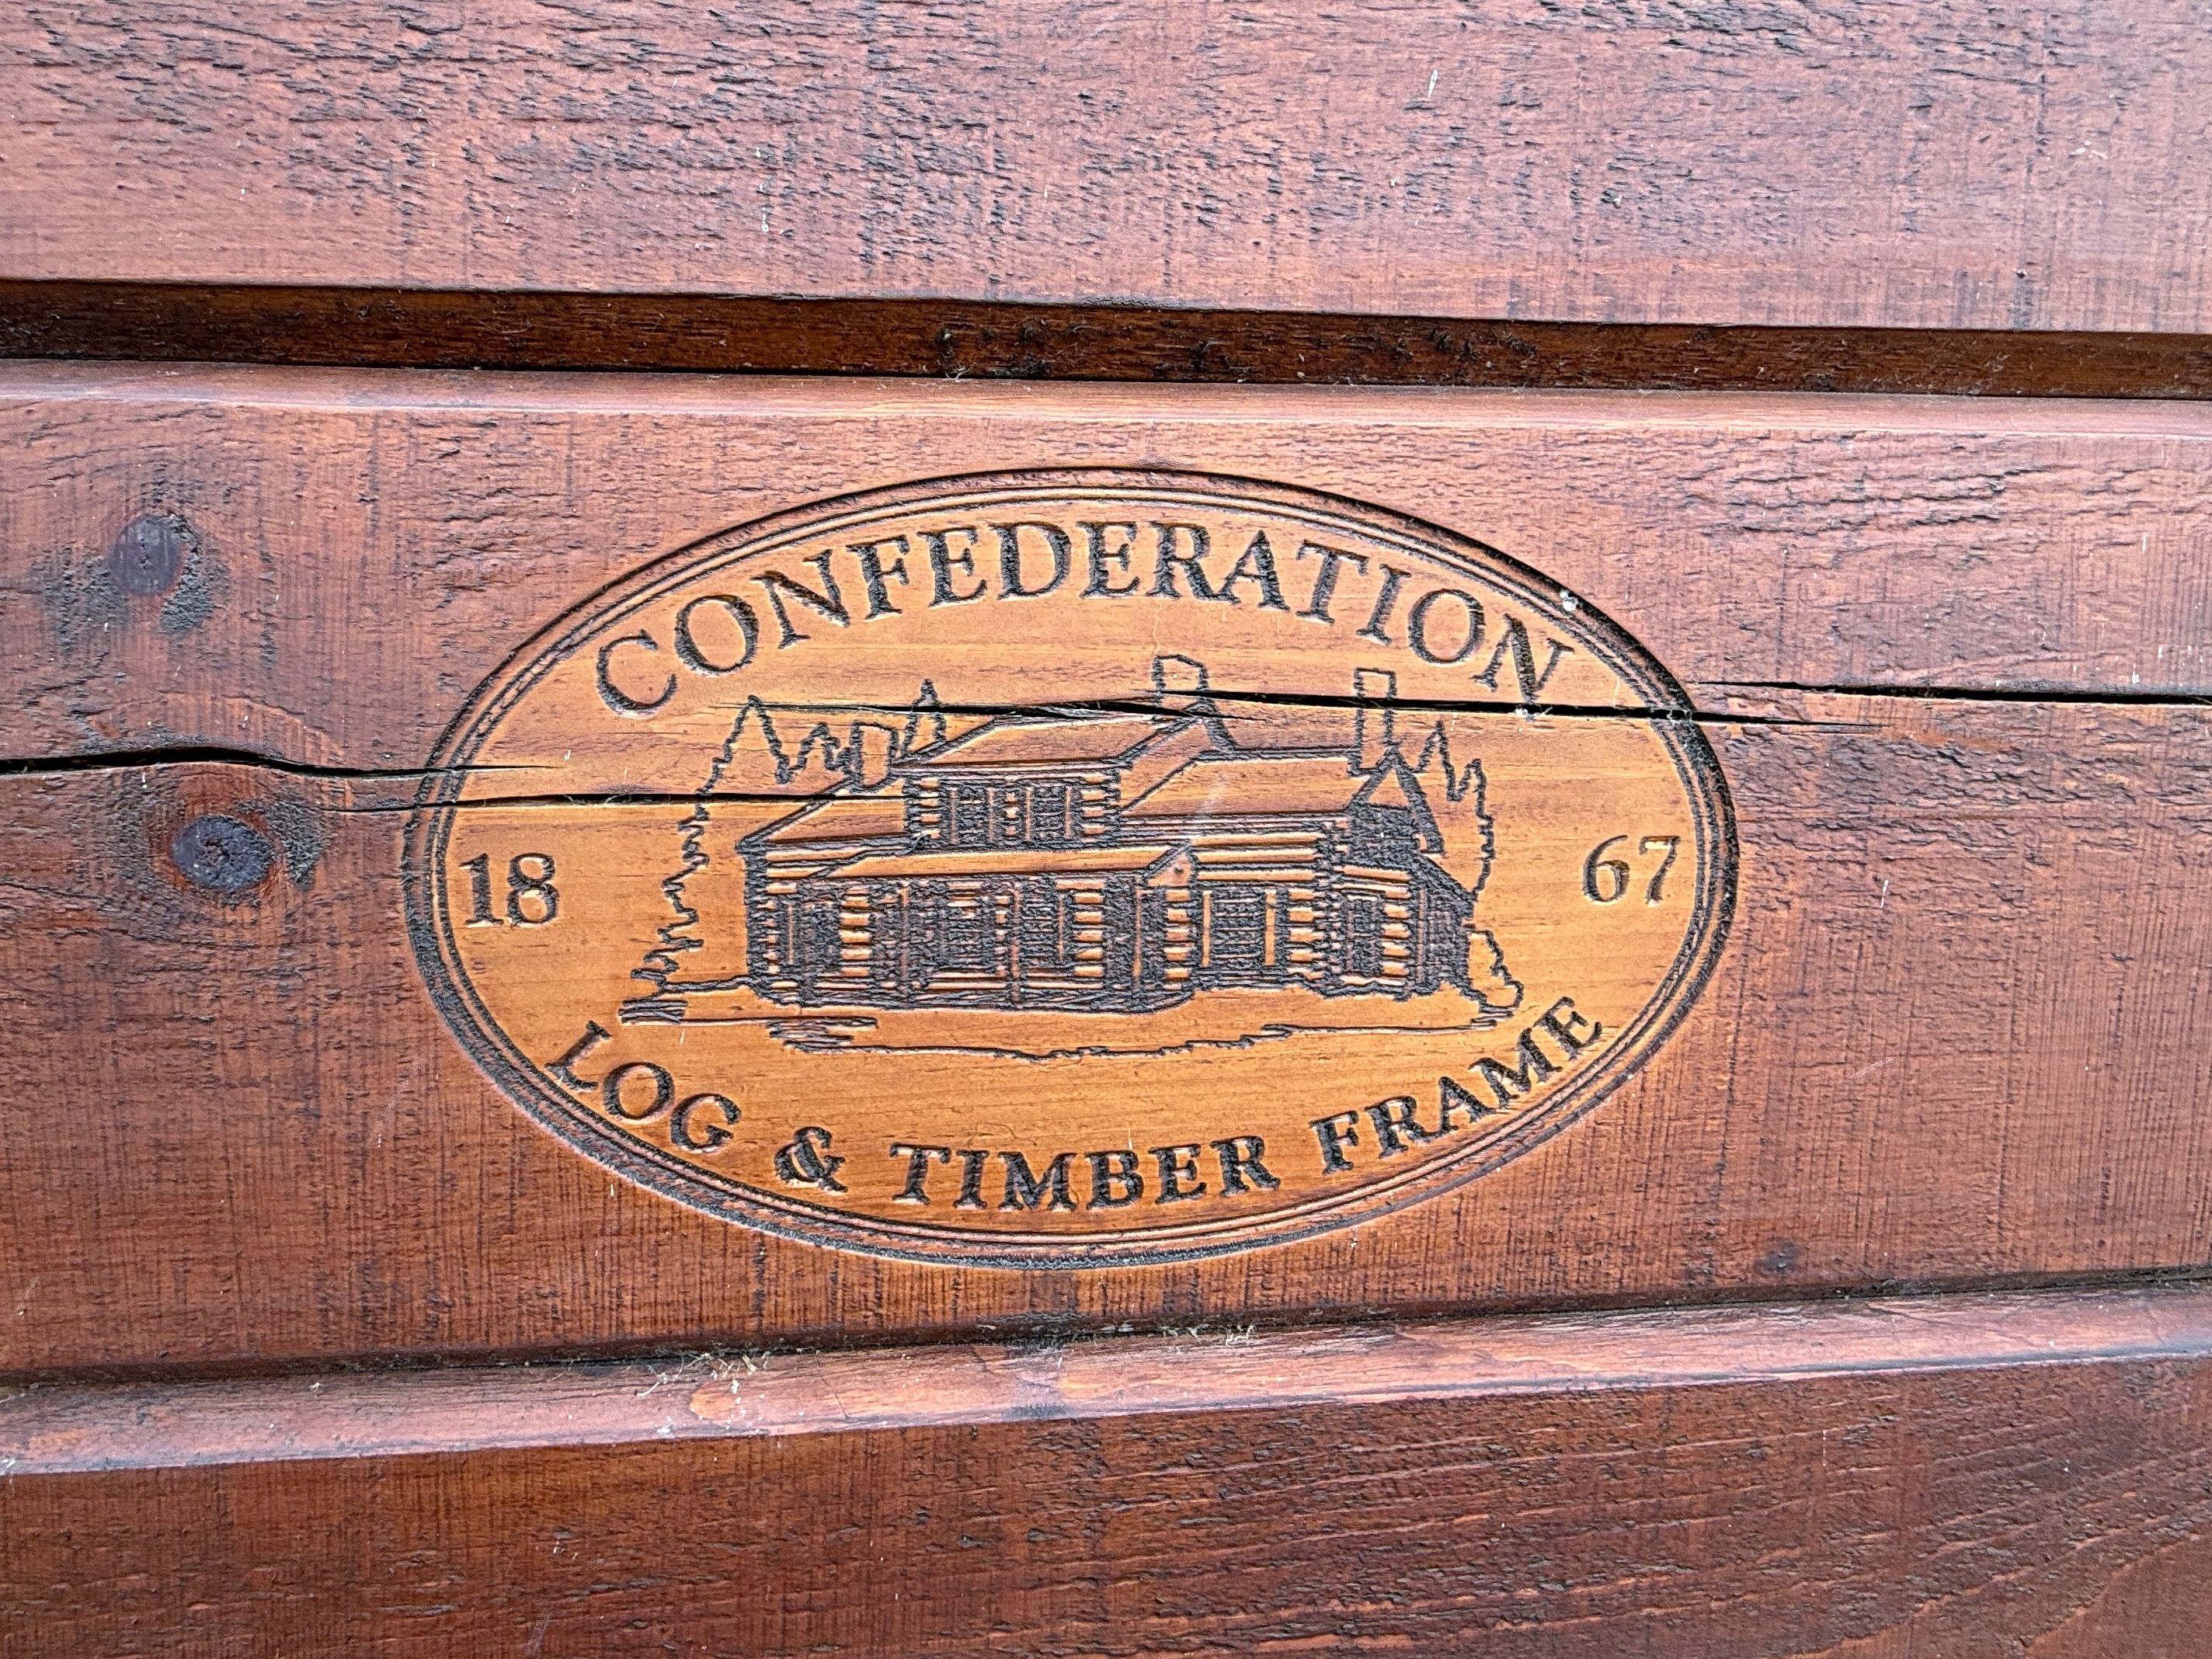 CONFEDERATION
18 67
LOG & TIMBER FRAME